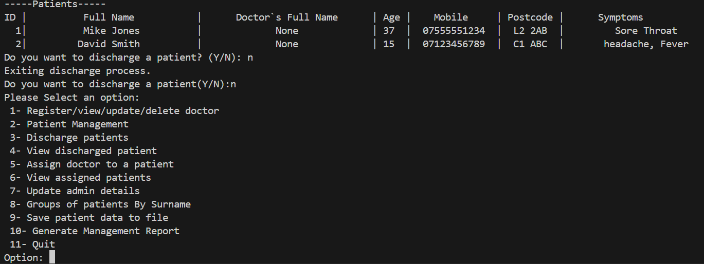 -----Patients-----
ID |          Full Name           |      Doctor`s Full Name      | Age |    Mobile     | Postcode |      Symptoms
  1|          Mike Jones          |             None             | 37  |  07555551234  |  L2 2AB  |         Sore Throat
  2|         David Smith          |             None             | 15  |  07123456789  |  C1 ABC  |       headache, Fever
Do you want to discharge a patient? (Y/N): n
Exiting discharge process.
Do you want to discharge a patient(Y/N):n
Please Select an option:
 1- Register/view/update/delete doctor
 2- Patient Management
 3- Discharge patients
 4- View discharged patient
 5- Assign doctor to a patient
 6- View assigned patients
 7- Update admin details
 8- Groups of patients By Surname
 9- Save patient data to file
 10- Generate Management Report
 11- Quit
Option: